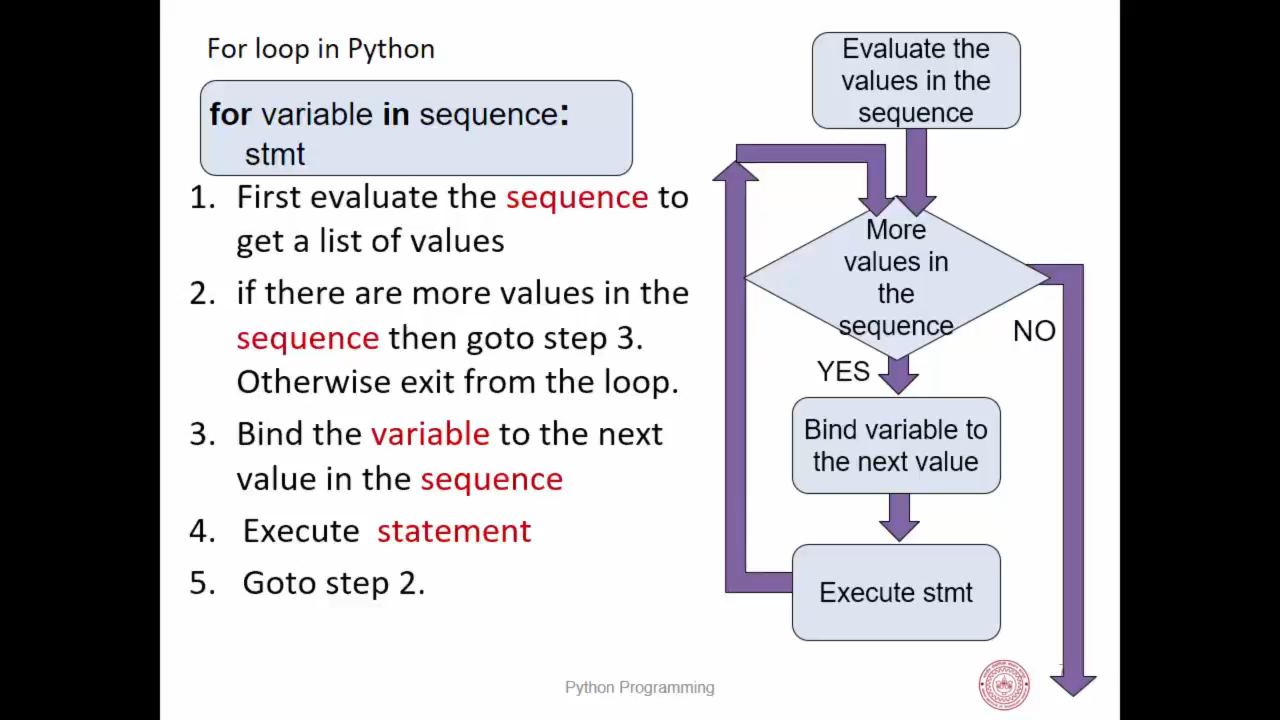 For loop in Python
for variable in sequence:
stmt
1. First evaluate the sequence to
get a list of values
2. if there are more values in the
sequence then goto step 3.
Otherwise exit from the loop.
3. Bind the variable to the next
value in the sequence
4. Execute statement
5. Goto step 2.
Evaluate the
values in the
sequence
More
values in
the
sequence
NO
YES
Bind variable to
the next value
Execute stmt
Python Programming